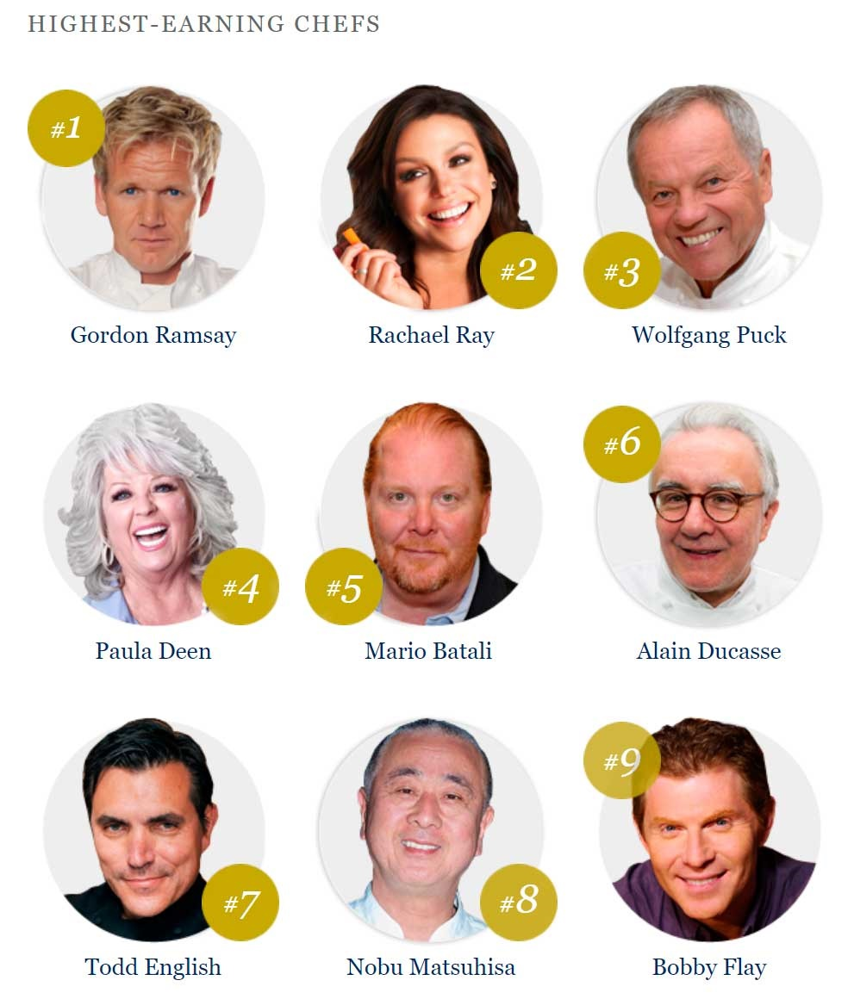 HIGHEST-EARNING CHEFS
#1
#2
#3
Gordon Ramsay
Rachael Ray
Wolfgang Puck
#4
#5
#6
Paula Deen
Mario Batali
Alain Ducasse
#7
#8
#9
Todd English
Nobu Matsuhisa
Bobby Flay